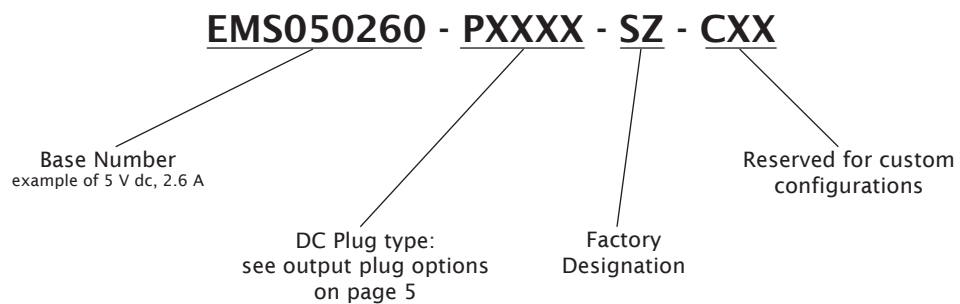 EMS050260 - PXXXX - SZ - CXX
Base Number
example of 5 V dc, 2.6 A
Reserved for custom
configurations
DC Plug type:
see output plug options
on page 5
Factory
Designation